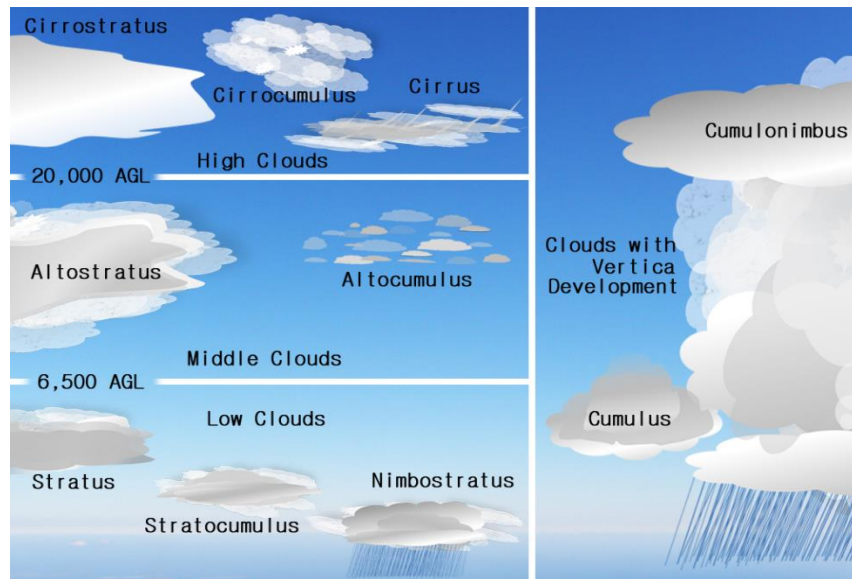 Cirrostratus
Cirrocumulus
Cirrus
High Clouds
20,000 AGL
Altostratus
Altocumulus
Middle Clouds
6,500 AGL
Low Clouds
Stratus
Stratocumulus
Nimbostratus
Cumulonimbus
Clouds with
Vertica
Development
Cumulus